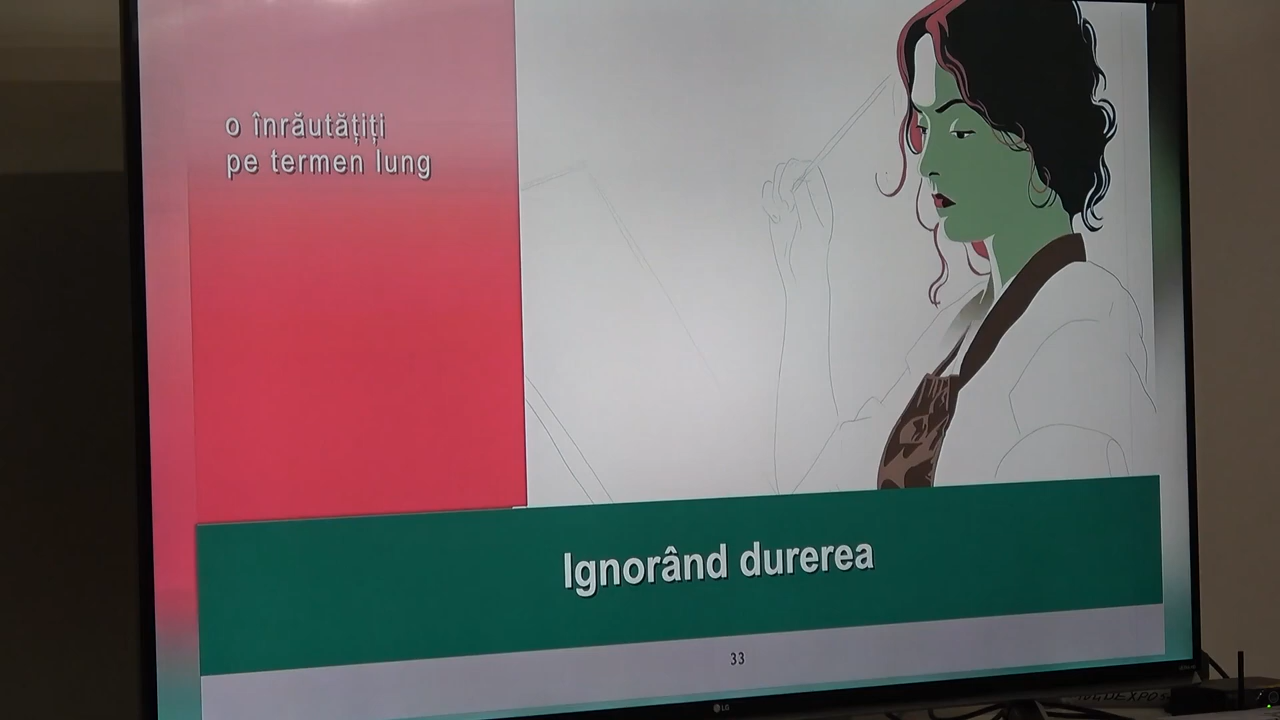 o înrăutățiți
pe termen lung
Ignorând durerea
33
LG